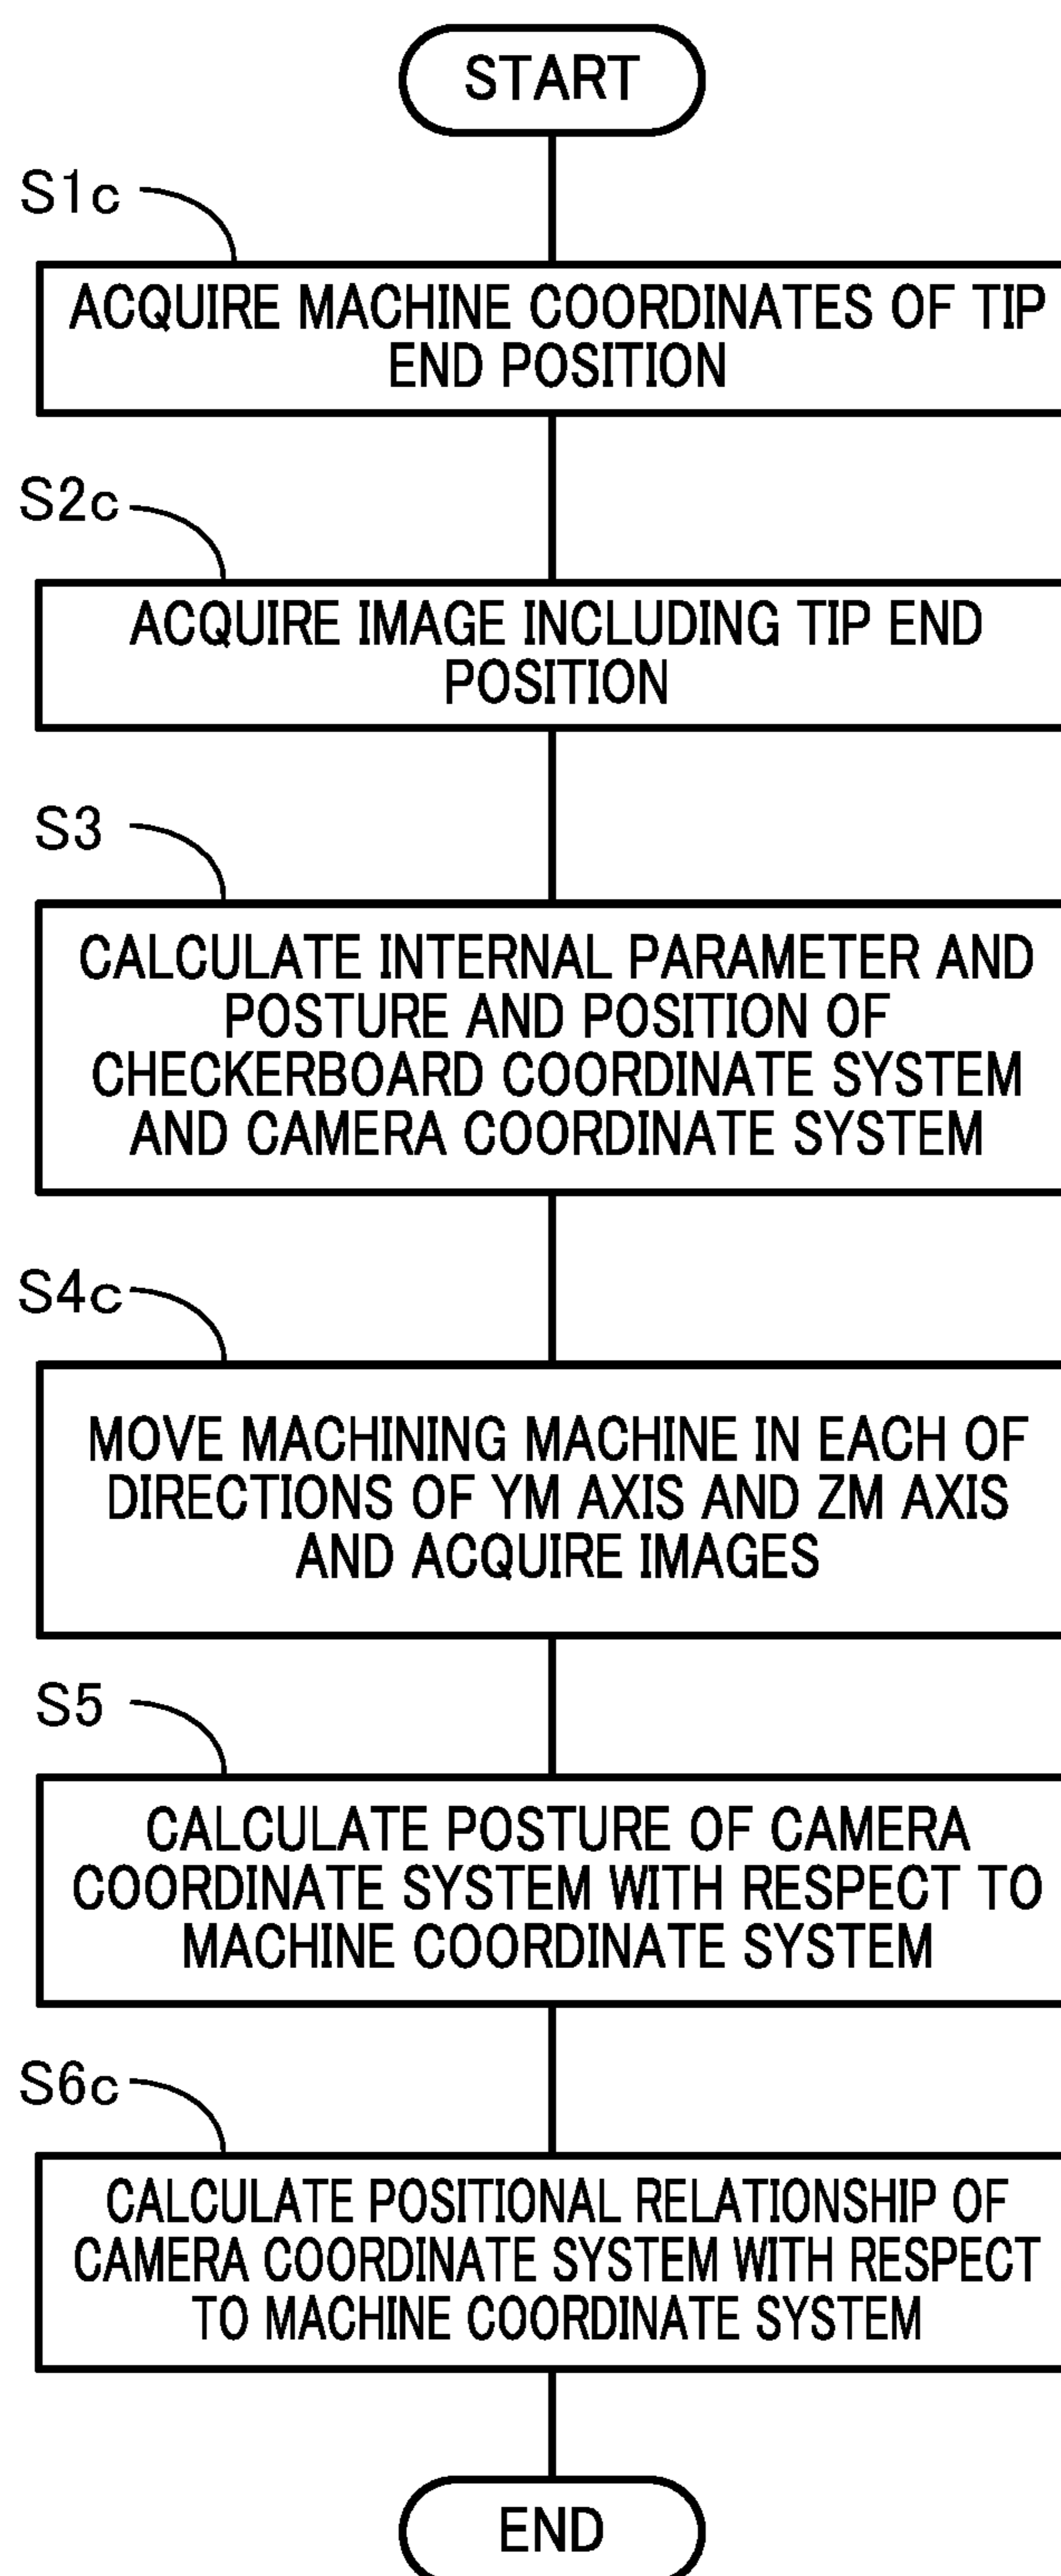 START
S1c
ACQUIRE MACHINE COORDINATES OF TIP
END POSITION
S2c
ACQUIRE IMAGE INCLUDING TIP END
POSITION
S3
CALCULATE INTERNAL PARAMETER AND
POSTURE AND POSITION OF
CHECKERBOARD COORDINATE SYSTEM
AND CAMERA COORDINATE SYSTEM
S4c
MOVE MACHINING MACHINE IN EACH OF
DIRECTIONS OF YM AXIS AND ZM AXIS
AND ACQUIRE IMAGES
S5
CALCULATE POSTURE OF CAMERA
COORDINATE SYSTEM WITH RESPECT TO
MACHINE COORDINATE SYSTEM
S6c
CALCULATE POSITIONAL RELATIONSHIP OF
CAMERA COORDINATE SYSTEM WITH RESPECT
TO MACHINE COORDINATE SYSTEM
END